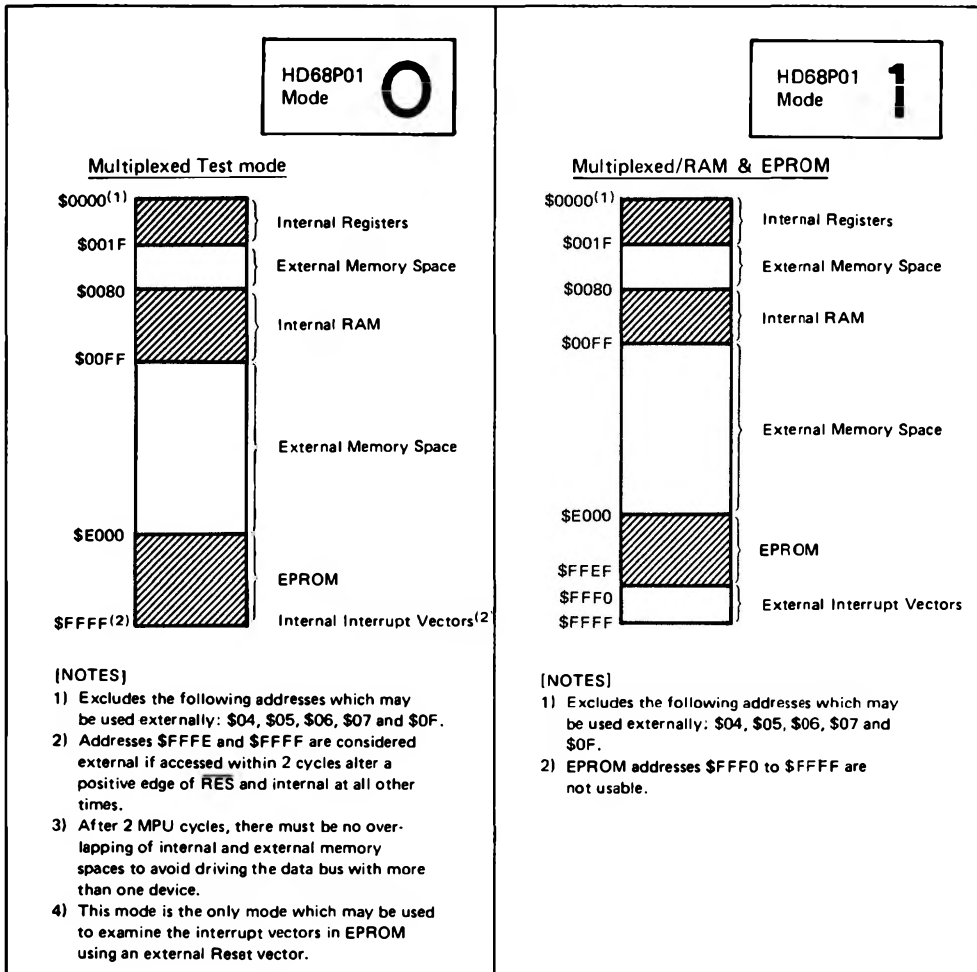 HD68P01
Mode 0
Multiplexed Test mode
$0000(1)
Internal Registers
$001F
External Memory Space
$0080
Internal RAM
$00FF
External Memory Space
$E000
EPROM
$FFFF(2)
Internal Interrupt Vectors(2)
[NOTES]
1) Excludes the following addresses which may
be used externally: $04, $05, $06, $07 and $0F.
2) Addresses $FFFE and $FFFF are considered
external if accessed within 2 cycles alter a
positive edge of RES and internal at all other
times.
3) After 2 MPU cycles, there must be no over-
lapping of internal and external memory
spaces to avoid driving the data bus with more
than one device.
4) This mode is the only mode which may be used
to examine the interrupt vectors in EPROM
using an external Reset vector.
HD68P01
Mode 1
Multiplexed/RAM & EPROM
$0000(1)
Internal Registers
$001F
External Memory Space
$0080
Internal RAM
$00FF
External Memory Space
$E000
EPROM
$FFEF
$FFF0
External Interrupt Vectors
$FFFF
[NOTES]
1) Excludes the following addresses which may
be used externally: $04, $05, $06, $07 and
$0F.
2) EPROM addresses $FFF0 to $FFFF are
not usable.